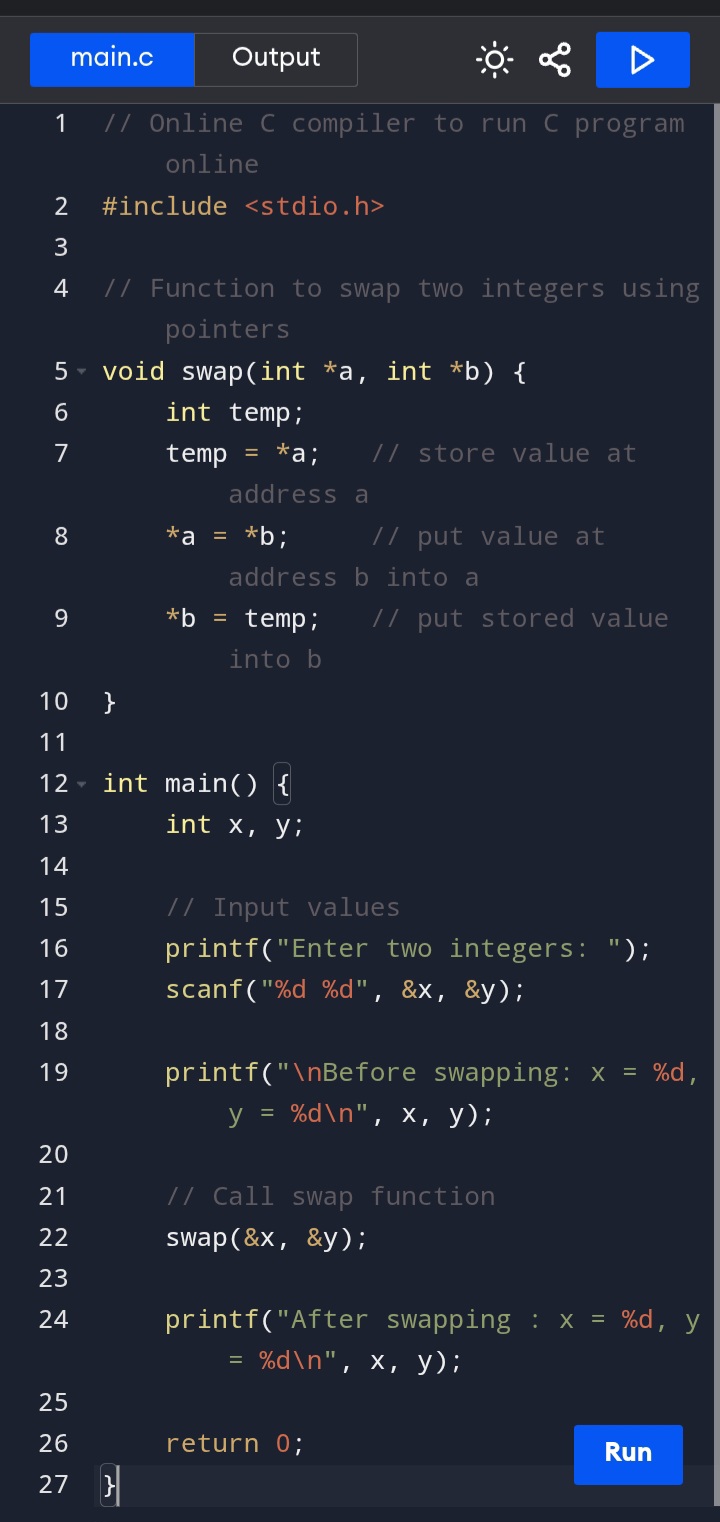 main.c Output
1 // Online C compiler to run C program
online
2 #include <stdio.h>
3
4 // Function to swap two integers using
pointers
5 void swap(int *a, int *b) {
6 int temp;
7 temp = *a; // store value at
address a
8 *a = *b; // put value at
address b into a
9 *b = temp; // put stored value
into b
10 }
11
12 int main() {
13 int x, y;
14
15 // Input values
16 printf("Enter two integers: ");
17 scanf("%d %d", &x, &y);
18
19 printf("\nBefore swapping: x = %d,
y = %d\n", x, y);
20
21 // Call swap function
22 swap(&x, &y);
23
24 printf("After swapping : x = %d, y
= %d\n", x, y);
25
26 return 0;
Run
27 }